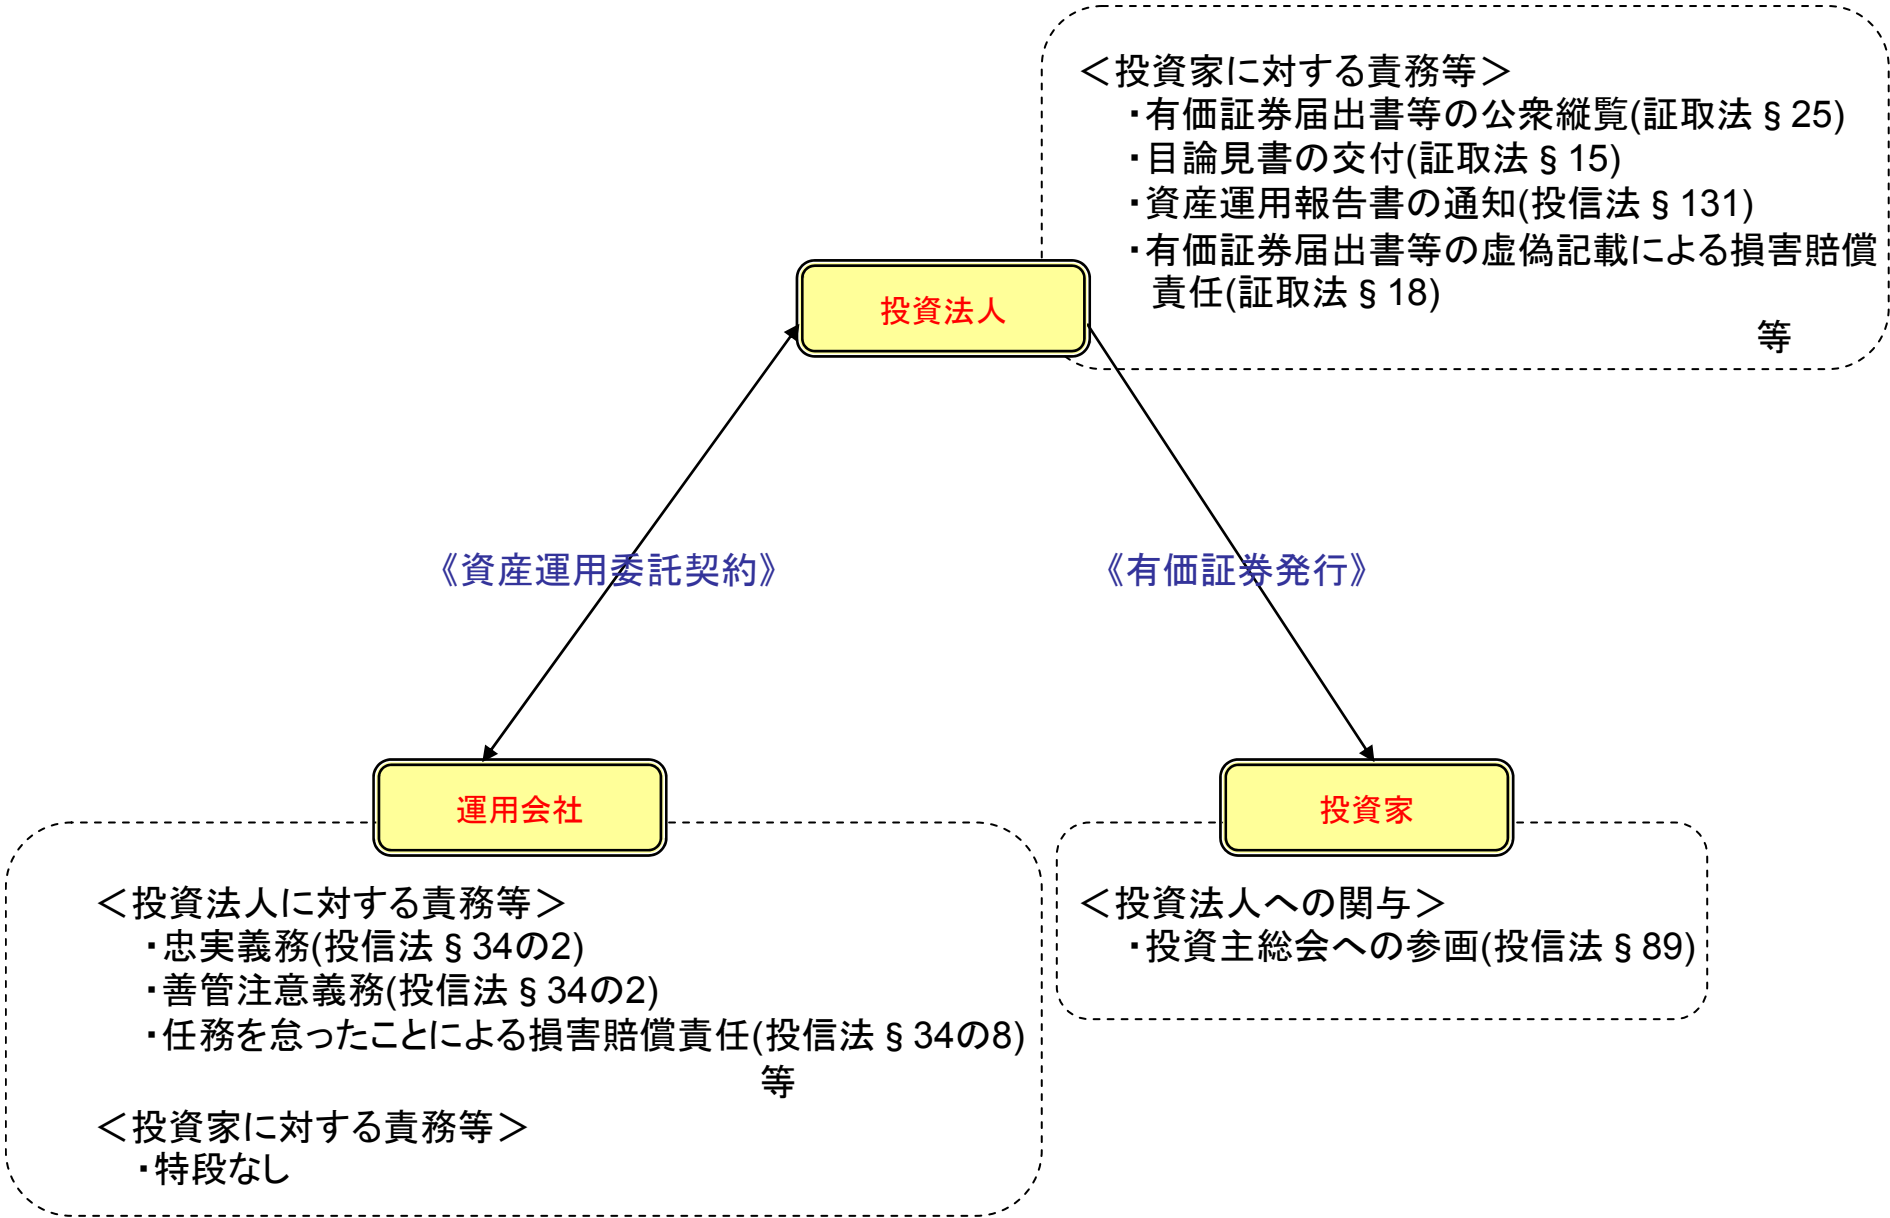 ＜投資家に対する責務等＞
・有価証券届出書等の公衆縦覧(証取法§25)
・目論見書の交付(証取法§15)
・資産運用報告書の通知(投信法§131)
・有価証券届出書等の虚偽記載による損害賠償
責任(証取法§18)
等
投資法人
《資産運用委託契約》
《有価証券発行》
運用会社
＜投資法人に対する責務等＞
・忠実義務(投信法§34の2)
・善管注意義務(投信法§34の2)
・任務を怠ったことによる損害賠償責任(投信法§34の8)
等
＜投資家に対する責務等＞
・特段なし
投資家
＜投資法人への関与＞
・投資主総会への参画(投信法§89)